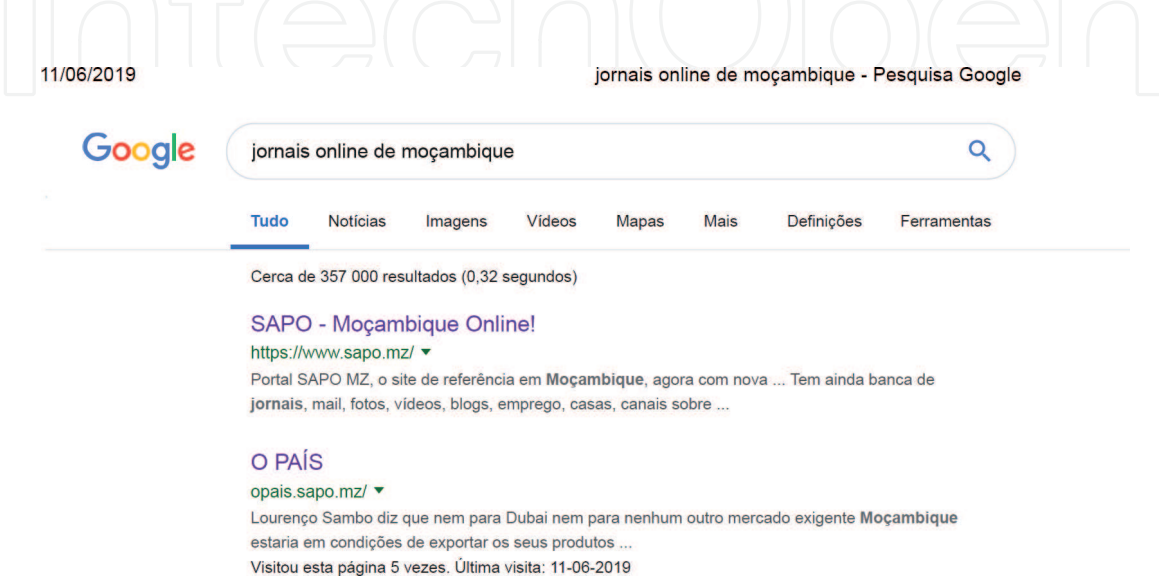 IntechOpen
11/06/2019 jornais online de moçambique - Pesquisa Google
Google jornais online de moçambique
Tudo Notícias Imagens Vídeos Mapas Mais Definições Ferramentas
Cerca de 357 000 resultados (0,32 segundos)
SAPO - Moçambique Online!
https://www.sapo.mz/
Portal SAPO MZ, o site de referência em Moçambique, agora com nova ... Tem ainda banca de
jornais, mail, fotos, vídeos, blogs, emprego, casas, canais sobre ...
O PAÍS
opais.sapo.mz/
Lourenço Sambo diz que nem para Dubai nem para nenhum outro mercado exigente Moçambique
estaria em condições de exportar os seus produtos ...
Visitou esta página 5 vezes. Última visita: 11-06-2019